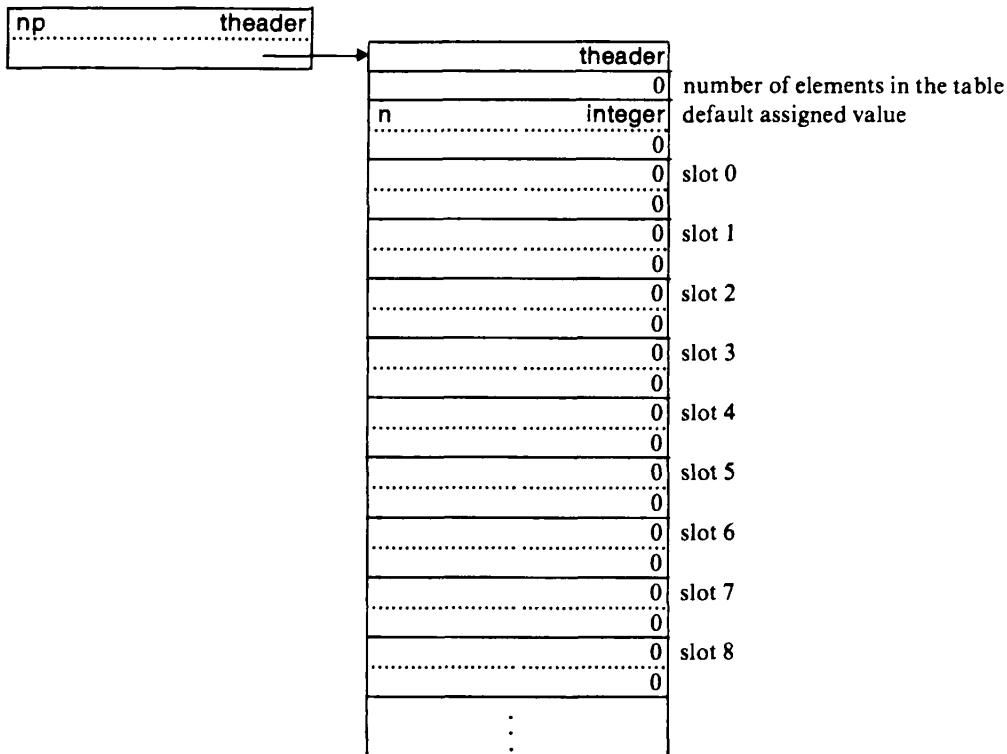 np theader
theader
0 number of elements in the table
n integer default assigned value
0
0 slot 0
0
0 slot 1
0
0 slot 2
0
0 slot 3
0
0 slot 4
0
0 slot 5
0
0 slot 6
0
0 slot 7
0
0 slot 8
0